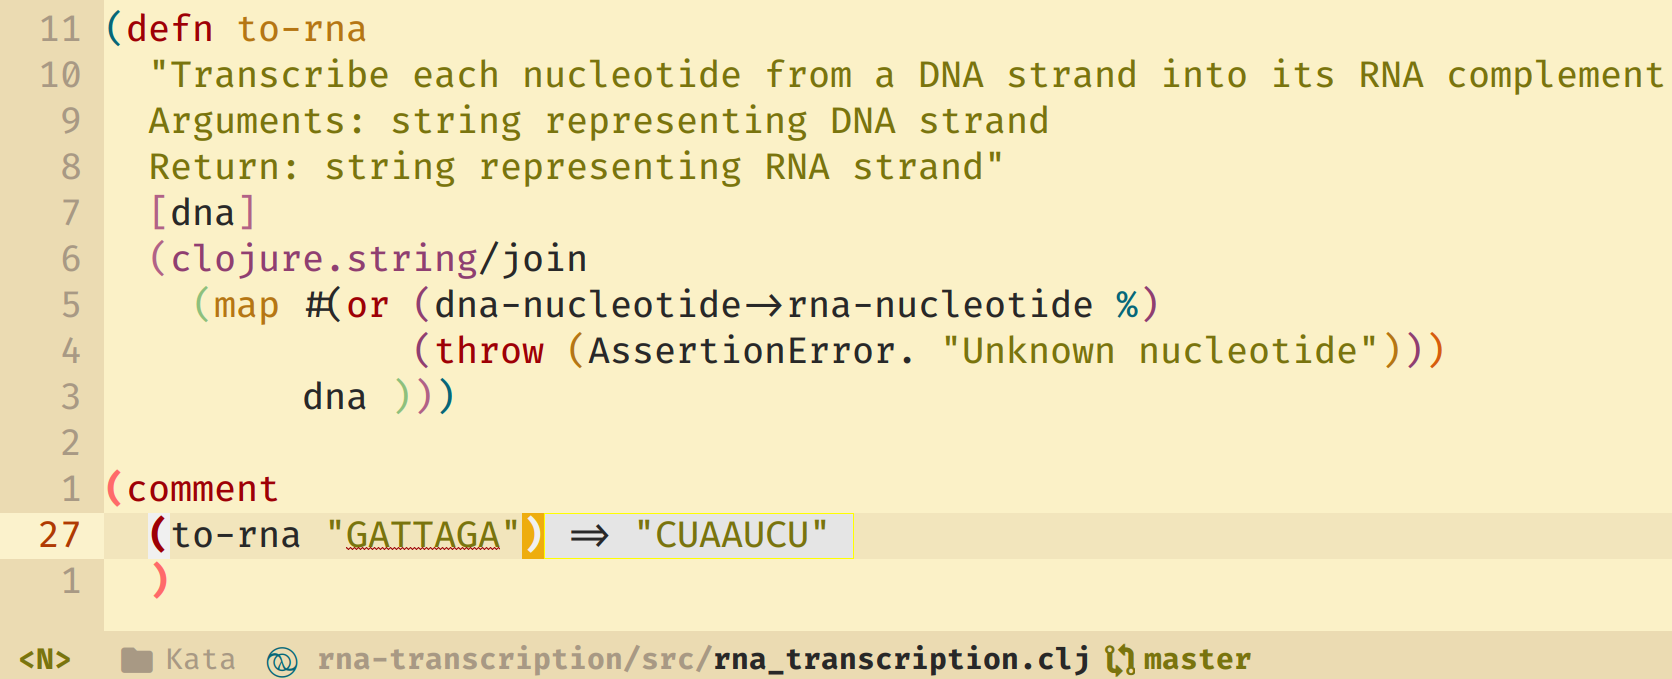 11 (defn to-rna
10 "Transcribe each nucleotide from a DNA strand into its RNA complement
9 Arguments: string representing DNA strand
8 Return: string representing RNA strand"
7 [dna]
6 (clojure.string/join
5 (map #(or (dna-nucleotide->rna-nucleotide %)
4 (throw (AssertionError. "Unknown nucleotide")))
3 dna )))
2
1 (comment
27 (to-rna "GATTAGA") => "CUAAUCU"
1 )
<N> Kata rna-transcription/src/rna_transcription.clj master